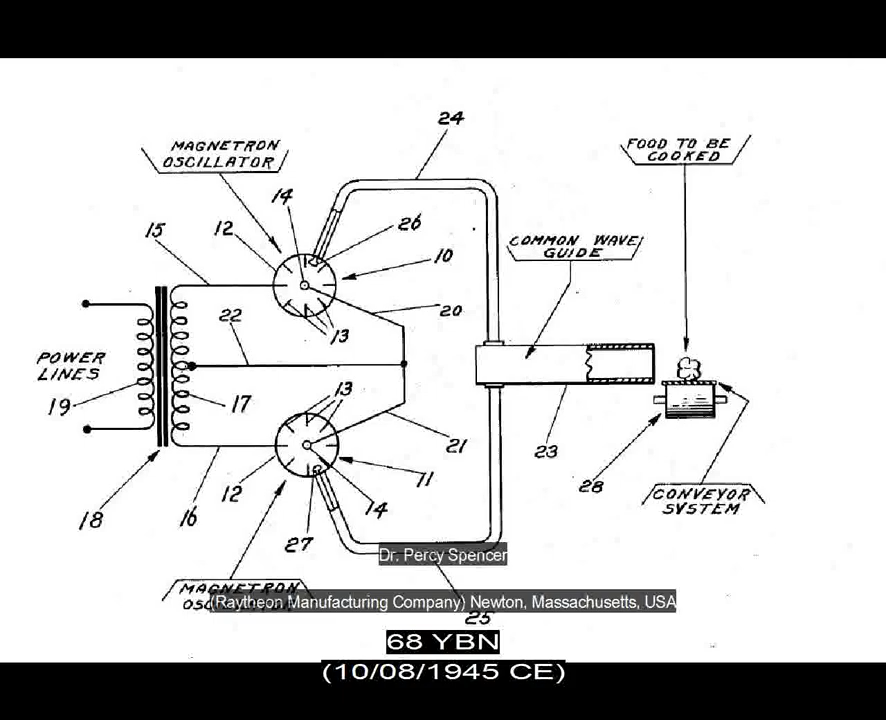 24
MAGNETRON
OSCILLATOR
FOOD TO BE
COOKED
14
12
26
15
COMMON WAVE
GUIDE
10
20
22
13
POWER
LINES
19
17
13
21
23
12
11
28
14
18
16
CONVEYOR
SYSTEM
27
Dr. Percy Spencer
MAGNETRON
(Raytheon Manufacturing Company) Newton, Massachusetts, USA
25
68 YBN
(10/08/1945 CE)